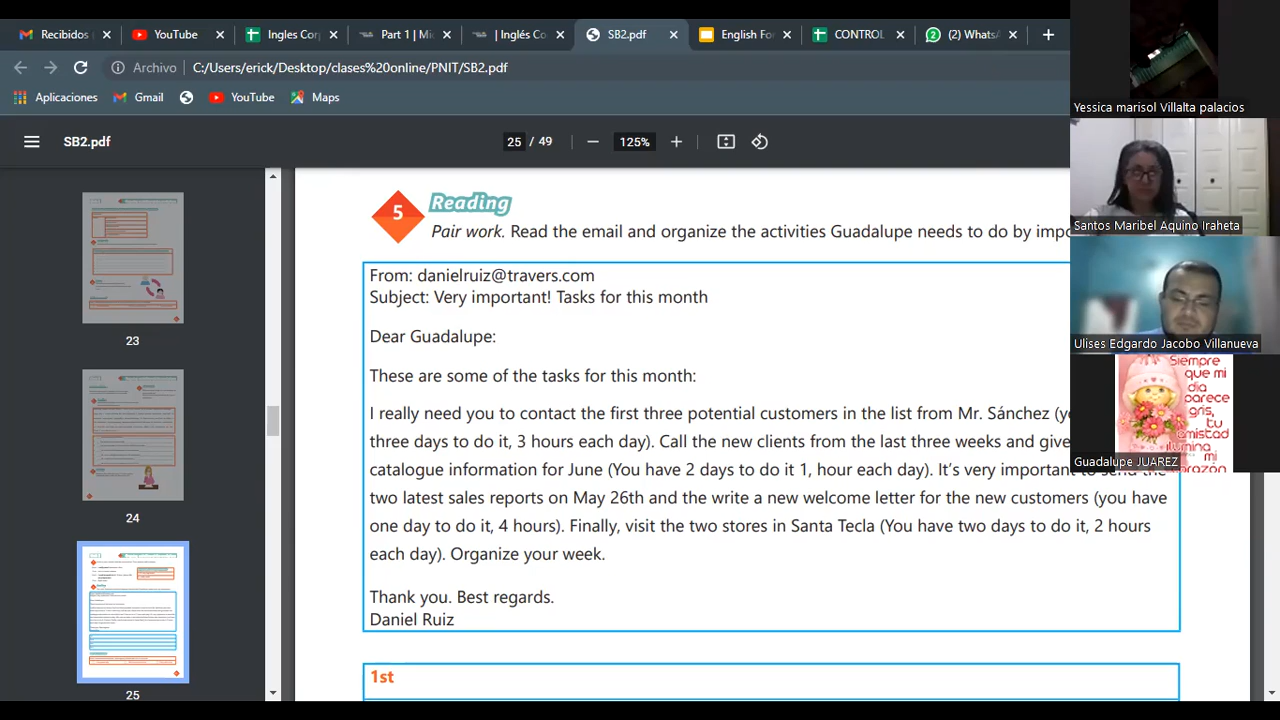 Recibidos (
YouTube
Ingles Cor
Part 1 | Mi
| Inglés Co
SB2.pdf
English Fo
CONTROL
(2) Whats
Archivo
C:/Users/erick/Desktop/clases%20online/PNIT/SB2.pdf
Aplicaciones
Gmail
YouTube
Maps
SB2.pdf
25 / 49
125%
23
24
25
5 Reading
Pair work. Read the email and organize the activities Guadalupe needs to do by impo
From: danielruiz@travers.com
Subject: Very important! Tasks for this month
Dear Guadalupe:
These are some of the tasks for this month:
I really need you to contact the first three potential customers in the list from Mr. Sánchez (yo
three days to do it, 3 hours each day). Call the new clients from the last three weeks and give
catalogue information for June (You have 2 days to do it 1, hour each day). It's very important to send the
two latest sales reports on May 26th and the write a new welcome letter for the new customers (you have
one day to do it, 4 hours). Finally, visit the two stores in Santa Tecla (You have two days to do it, 2 hours
each day). Organize your week.
Thank you. Best regards.
Daniel Ruiz
1st
Yessica marisol Villalta palacios
Santos Maribel Aquino Iraheta
Ulises Edgardo Jacobo Villanueva
Siempre
que mi
día
parece
gris,
tu
amistad
ilumina
mi
corazón
Guadalupe JUAREZ